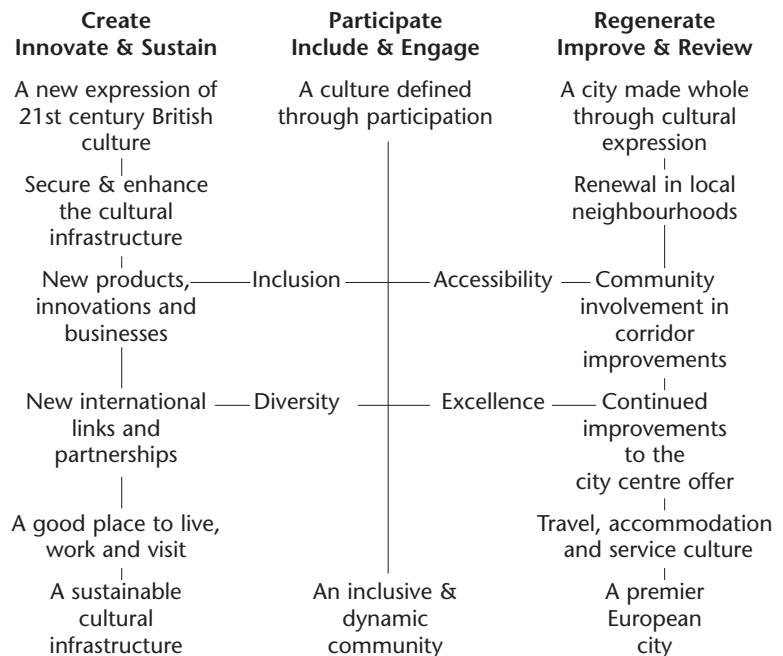 Create
Innovate & Sustain
A new expression of
21st century British
culture
Secure & enhance
the cultural
infrastructure
New products,
innovations and
businesses
New international
links and
partnerships
A good place to live,
work and visit
A sustainable
cultural
infrastructure
Participate
Include & Engage
A culture defined
through participation
Inclusion
Accessibility
Diversity
Excellence
An inclusive &
dynamic
community
Regenerate
Improve & Review
A city made whole
through cultural
expression
Renewal in local
neighbourhoods
Community
involvement in
corridor
improvements
Continued
improvements
to the
city centre offer
Travel, accommodation
and service culture
A premier
European
city